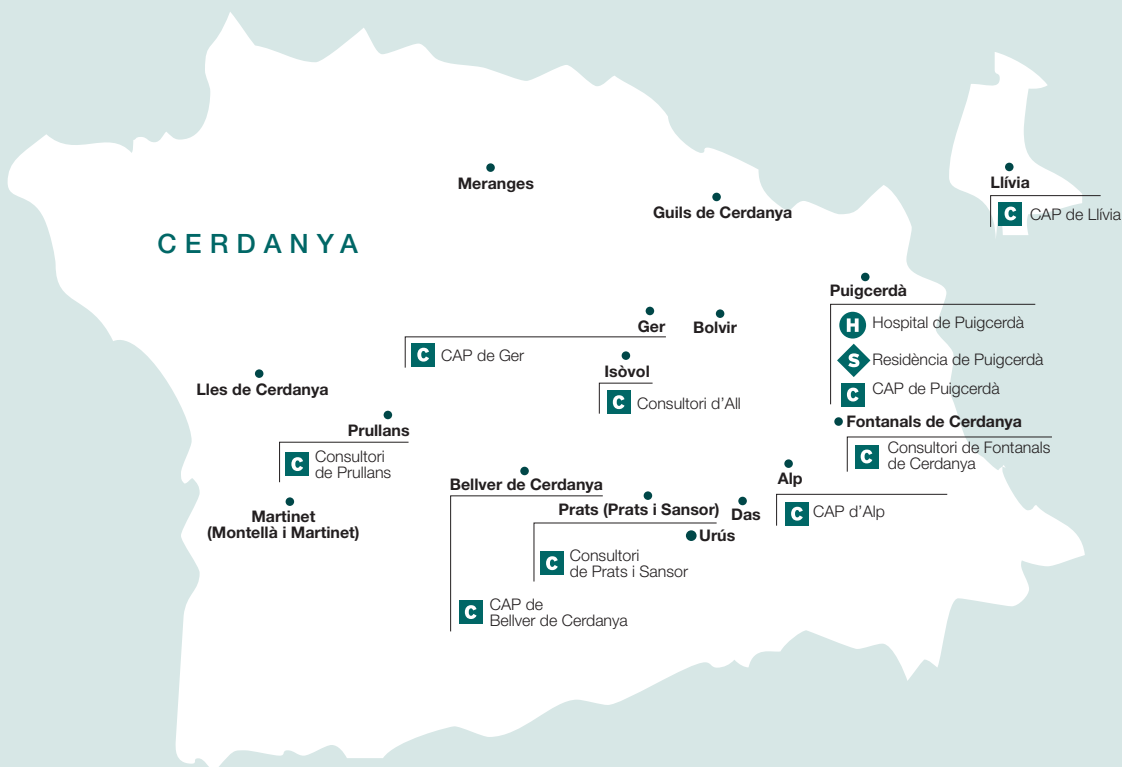 Meranges
Llívia
C CAP de Llívia
Guils de Cerdanya
CERDANYA
Puigcerdà
H Hospital de Puigcerdà
S Residència de Puigcerdà
C CAP de Puigcerdà
Ger
C CAP de Ger
Bolvir
Isòvol
C Consultori d’All
Lles de Cerdanya
Prullans
C Consultori
de Prullans
Fontanals de Cerdanya
C Consultori de Fontanals
de Cerdanya
Bellver de Cerdanya
C CAP de
Bellver de Cerdanya
Prats (Prats i Sansor)
C Consultori
de Prats i Sansor
Das
Urús
Alp
C CAP d’Alp
Martinet
(Montellà i Martinet)